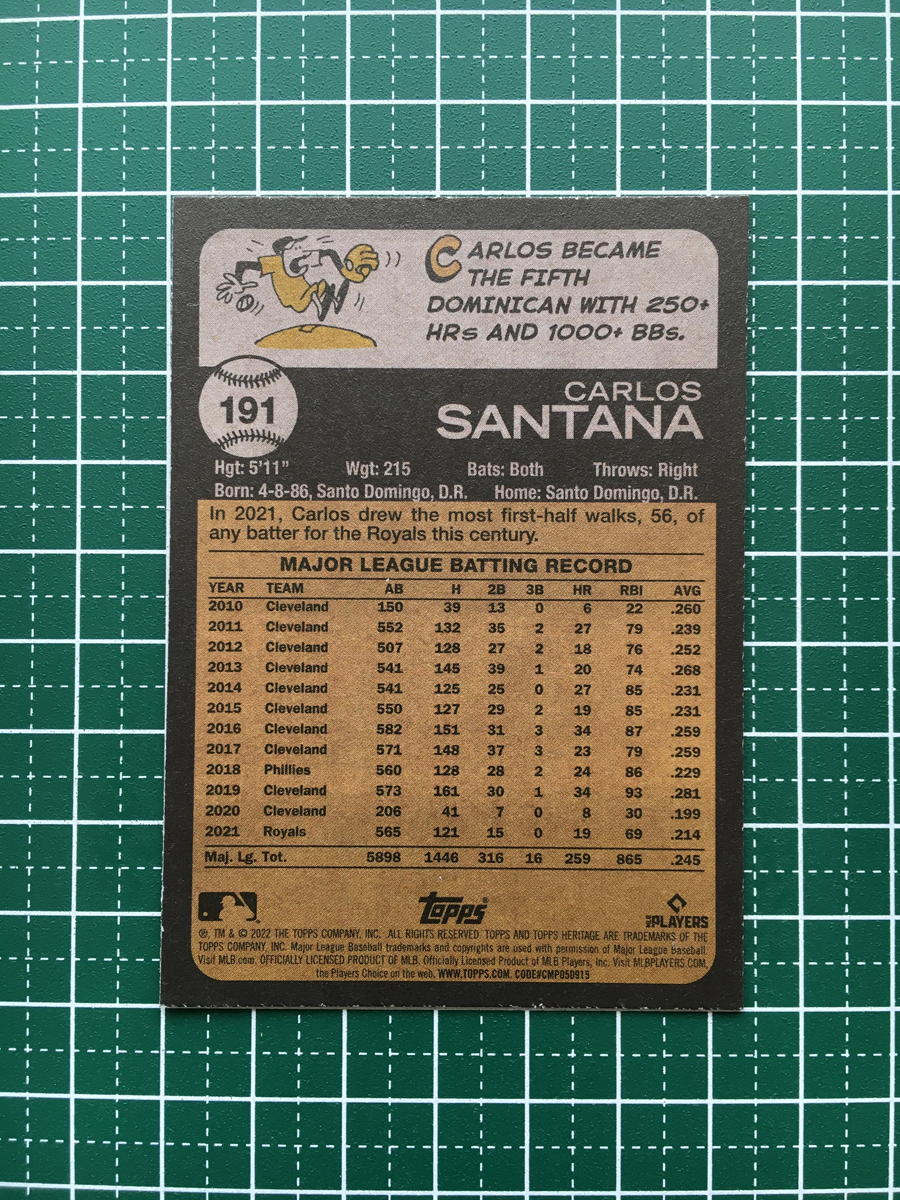 CARLOS BECAME
THE FIFTH
DOMINICAN WITH 250+
HRs AND 1000+ BBs.
191
CARLOS
SANTANA
Hgt: 5'11" Wgt: 215 Bats: Both Throws: Right
Born: 4-8-86, Santo Domingo, D.R. Home: Santo Domingo, D.R.
In 2021, Carlos drew the most first-half walks, 56, of
any batter for the Royals this century.
MAJOR LEAGUE BATTING RECORD
YEAR TEAM AB H 2B 3B HR RBI AVG
2010 Cleveland 150 39 13 0 6 22 .260
2011 Cleveland 552 132 35 2 27 79 .239
2012 Cleveland 507 128 27 2 18 76 .252
2013 Cleveland 541 145 39 1 20 74 .268
2014 Cleveland 541 125 25 0 27 85 .231
2015 Cleveland 550 127 29 2 19 85 .231
2016 Cleveland 582 151 31 3 34 87 .259
2017 Cleveland 571 148 37 3 23 79 .259
2018 Phillies 560 128 28 2 24 86 .229
2019 Cleveland 573 161 30 1 34 93 .281
2020 Cleveland 206 41 7 0 8 30 .199
2021 Royals 565 121 15 0 19 69 .214
Maj. Lg. Tot. 5898 1446 316 16 259 865 .245
Topps
MLB PLAYERS
®, TM & © 2022 THE TOPPS COMPANY, INC. ALL RIGHTS RESERVED. TOPPS AND TOPPS HERITAGE ARE TRADEMARKS OF THE
TOPPS COMPANY, INC. Major League Baseball trademarks and copyrights are used with permission of Major League Baseball.
Visit MLB.com. OFFICIALLY LICENSED PRODUCT OF MLB. Officially Licensed Product of MLB Players, Inc. Visit MLBPLAYERS.COM,
the Players Choice on the web. WWW.TOPPS.COM. CODE#CMP050915